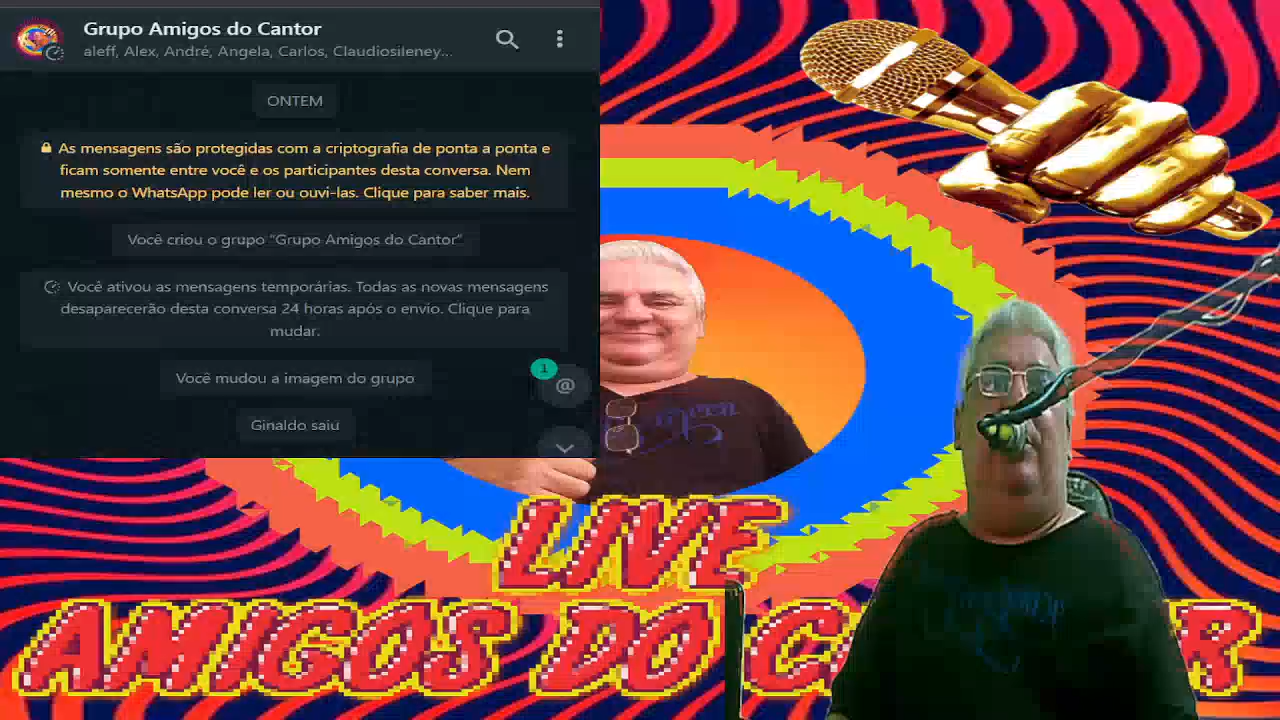 Grupo Amigos do Cantor
aleff, Alex, André, Angela, Carlos, Claudiosileney...
ONTEM
As mensagens são protegidas com a criptografia de ponta a ponta e
ficam somente entre você e os participantes desta conversa. Nem
mesmo o WhatsApp pode ler ou ouvi-las. Clique para saber mais.
Você criou o grupo “Grupo Amigos do Cantor”
Você ativou as mensagens temporárias. Todas as novas mensagens
desaparecerão desta conversa 24 horas após o envio. Clique para
mudar.
Você mudou a imagem do grupo
1
@
Ginaldo saiu
LIVE
AMIGOS DO